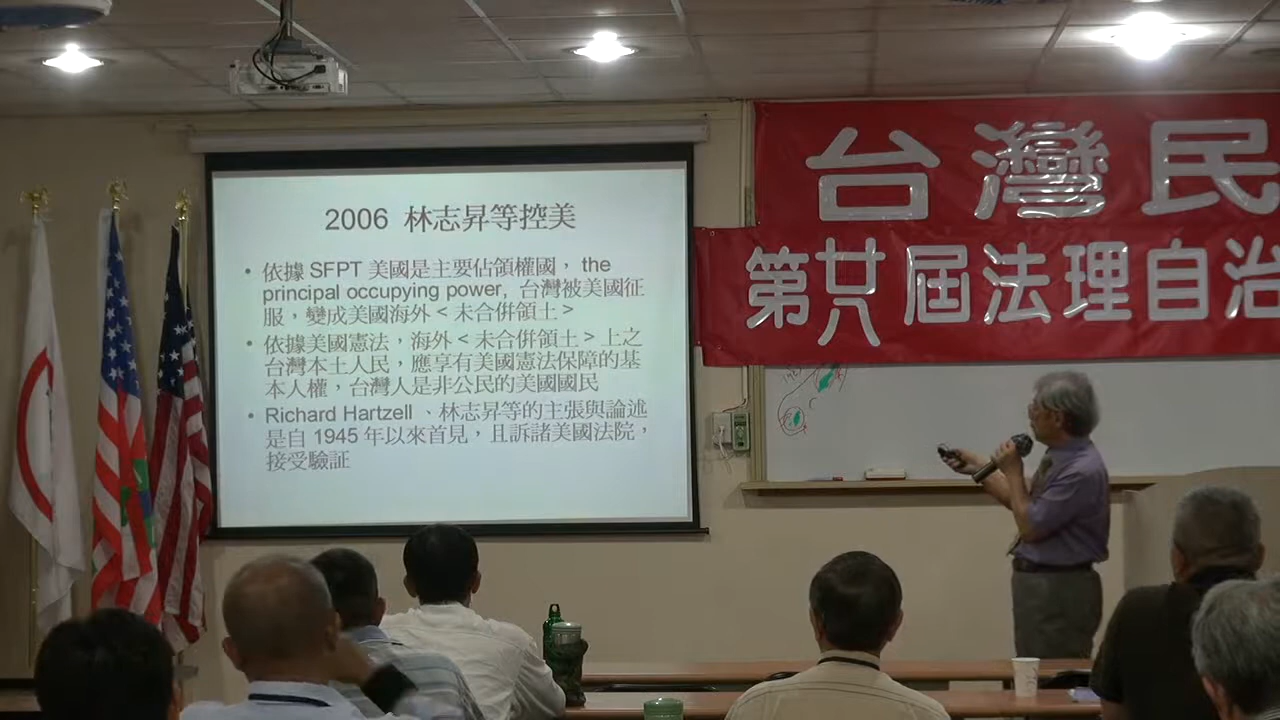 2006 林志昇等控美
• 依據 SFPT 美國是主要佔領權國， the
principal occupying power, 台灣被美國征
服，變成美國海外 < 未合併領土 >
• 依據美國憲法，海外 < 未合併領土 > 上之
台灣本土人民，應享有美國憲法保障的基
本人權，台灣人是非公民的美國國民
• Richard Hartzell 、林志昇等的主張與論述
是自 1945 年以來首見，且訴諸美國法院，
接受驗証
台灣民
第廿八屆法理自治